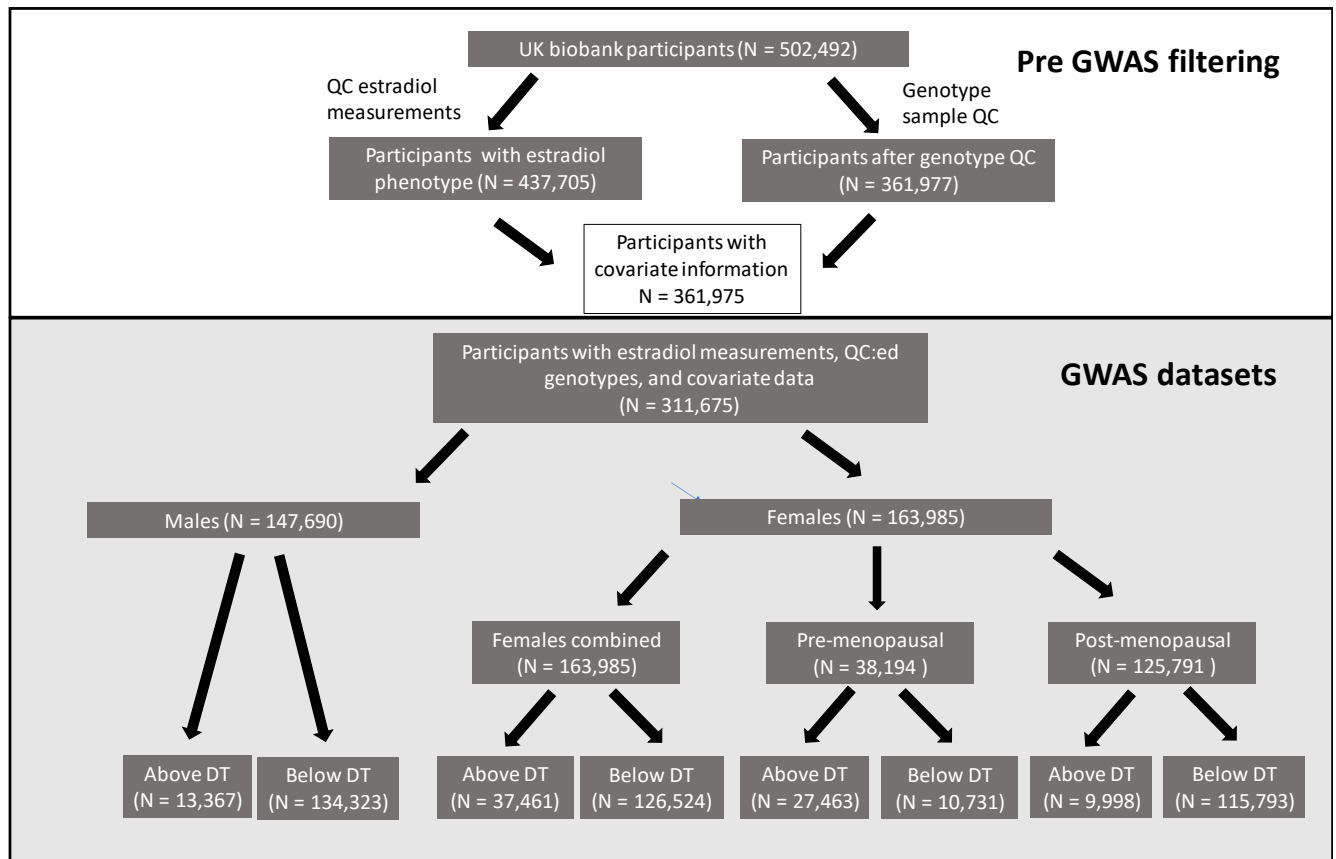 UK biobank participants (N = 502,492)
Pre GWAS filtering
QC estradiol
measurements
Genotype
sample QC
Participants with estradiol
phenotype (N = 437,705)
Participants after genotype QC
(N = 361,977)
Participants with
covariate information
N = 361,975
Participants with estradiol measurements, QC:ed
genotypes, and covariate data
(N = 311,675)
GWAS datasets
Males (N = 147,690)
Females (N = 163,985)
Females combined
(N = 163,985)
Pre-menopausal
(N = 38,194 )
Post-menopausal
(N = 125,791 )
Above DT
(N = 13,367)
Below DT
(N = 134,323)
Above DT
(N = 37,461)
Below DT
(N = 126,524)
Above DT
(N = 27,463)
Below DT
(N = 10,731)
Above DT
(N = 9,998)
Below DT
(N = 115,793)